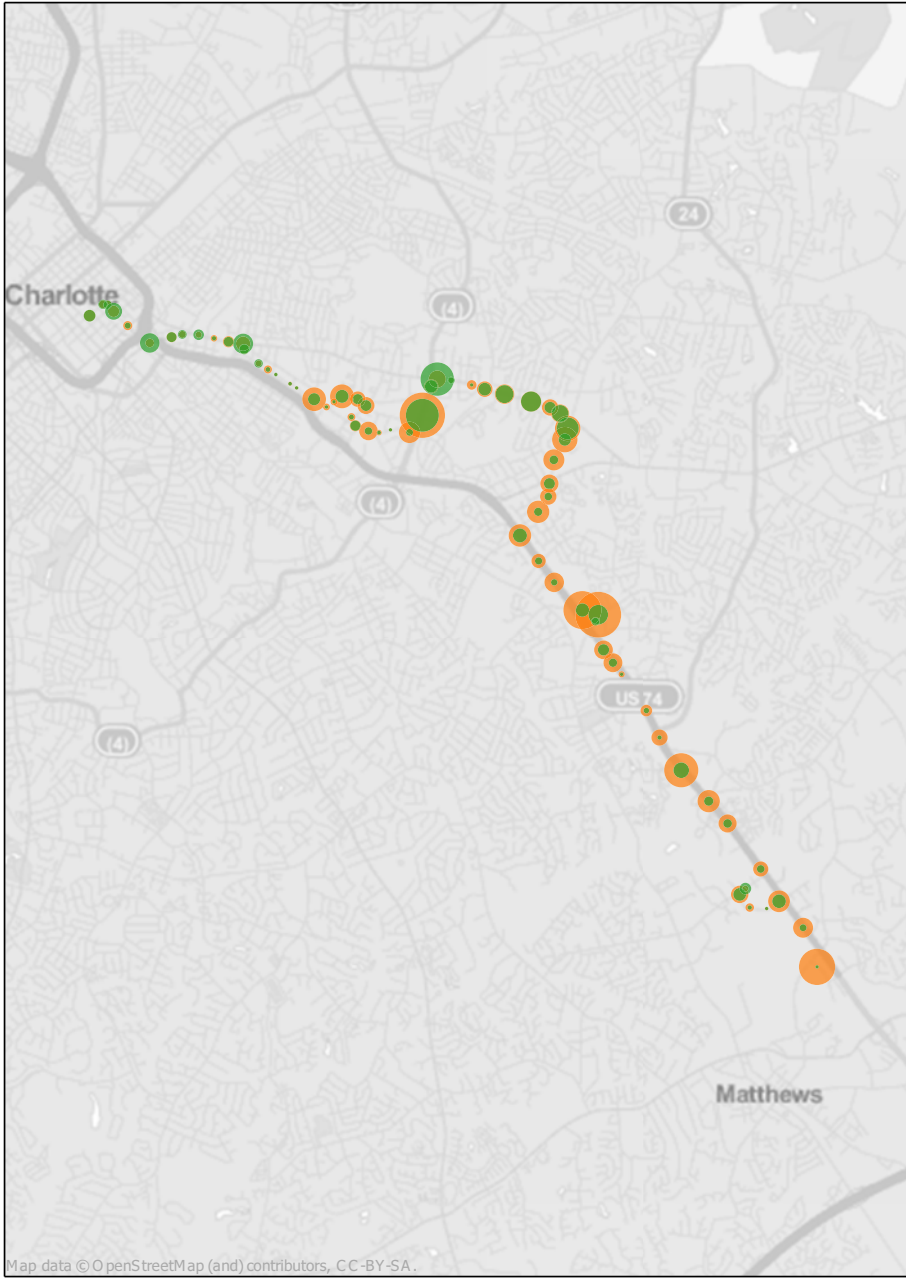 24
Charlotte
(4)
(4)
US 74
(4)
Matthews
Map data © OpenStreetMap (and) contributors, CC-BY-SA.